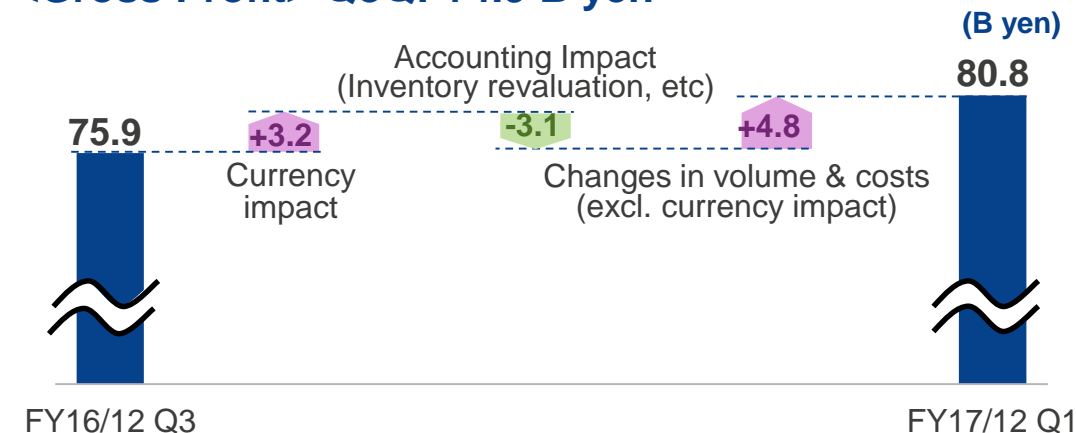 (B yen)
Accounting Impact
(Inventory revaluation, etc)
80.8
75.9
+3.2
-3.1
+4.8
Currency
impact
Changes in volume & costs
(excl. currency impact)
FY16/12 Q3
FY17/12 Q1